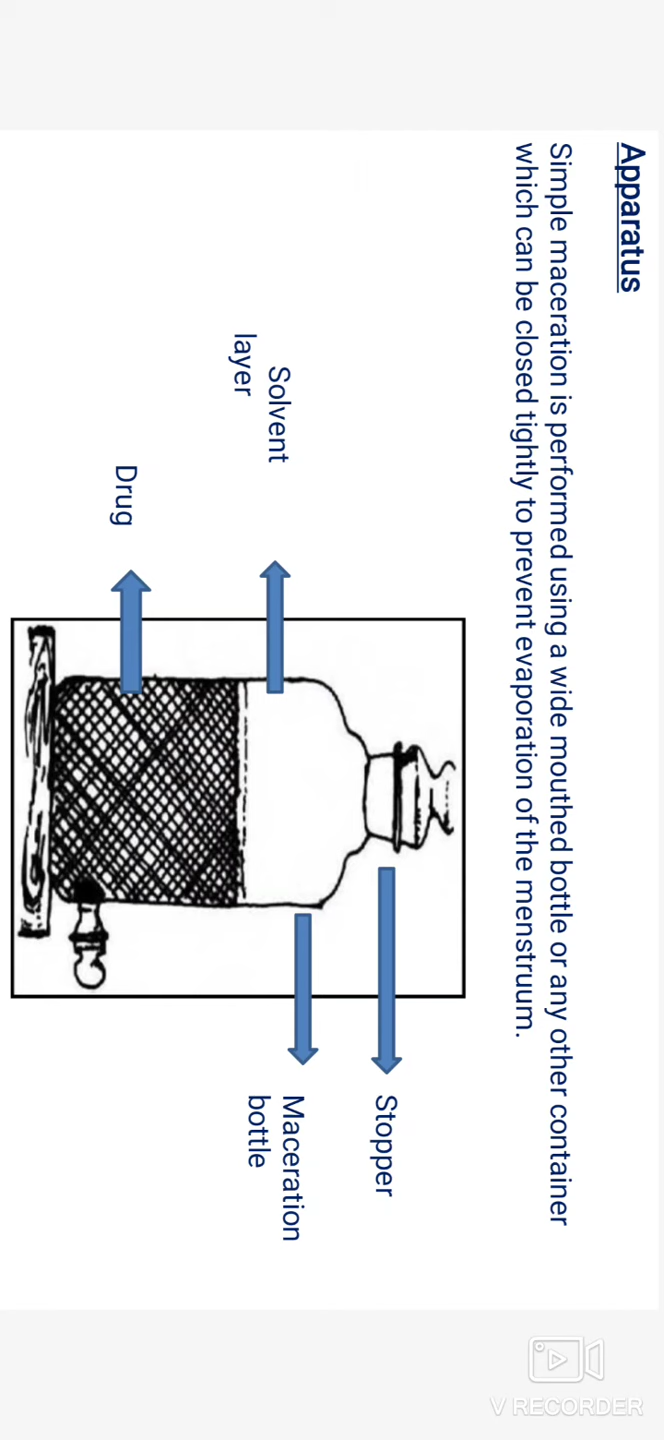 Apparatus
Simple maceration is performed using a wide mouthed bottle or any other container
which can be closed tightly to prevent evaporation of the menstruum.
Stopper
Solvent
layer
Maceration
bottle
Drug
V RECORDER